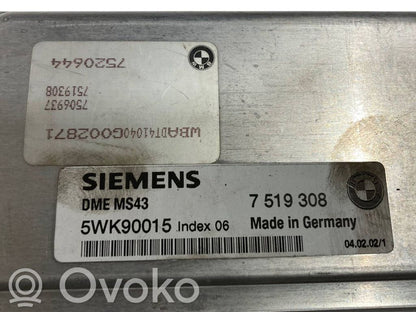 7520644
7519308
7506937
WBADT41040G002871
BMW
SIEMENS
DME MS43
7 519 308
5WK90015 Index 06
Made in Germany
04.02.02/1
OVOKO